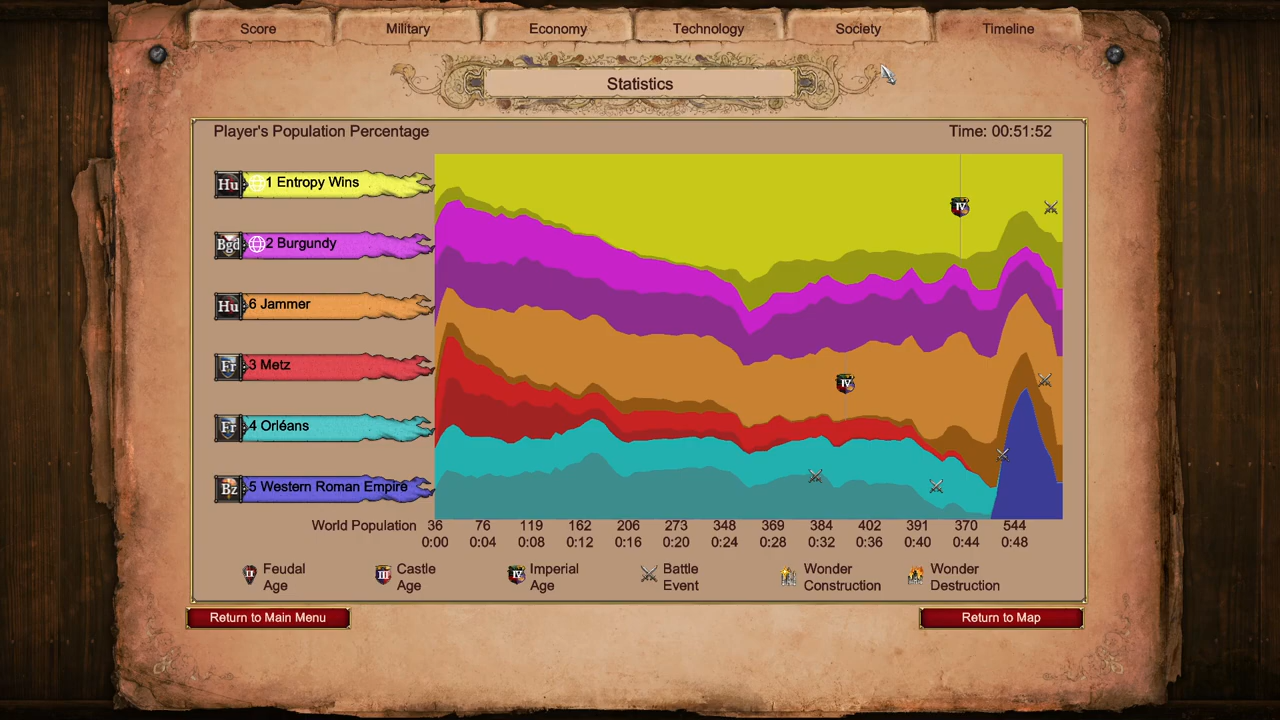 Score Military Economy Technology Society Timeline
Statistics
Player's Population Percentage Time: 00:51:52
Hu 1 Entropy Wins
Bgd 2 Burgundy
Hu 6 Jammer
Fr 3 Metz
Fr 4 Orléans
Bz 5 Western Roman Empire
IV
IV
World Population 36 76 119 162 206 273 348 369 384 402 391 370 544
0:00 0:04 0:08 0:12 0:16 0:20 0:24 0:28 0:32 0:36 0:40 0:44 0:48
II Feudal Age
III Castle Age
IV Imperial Age
Battle Event
Wonder Construction
Wonder Destruction
Return to Main Menu Return to Map